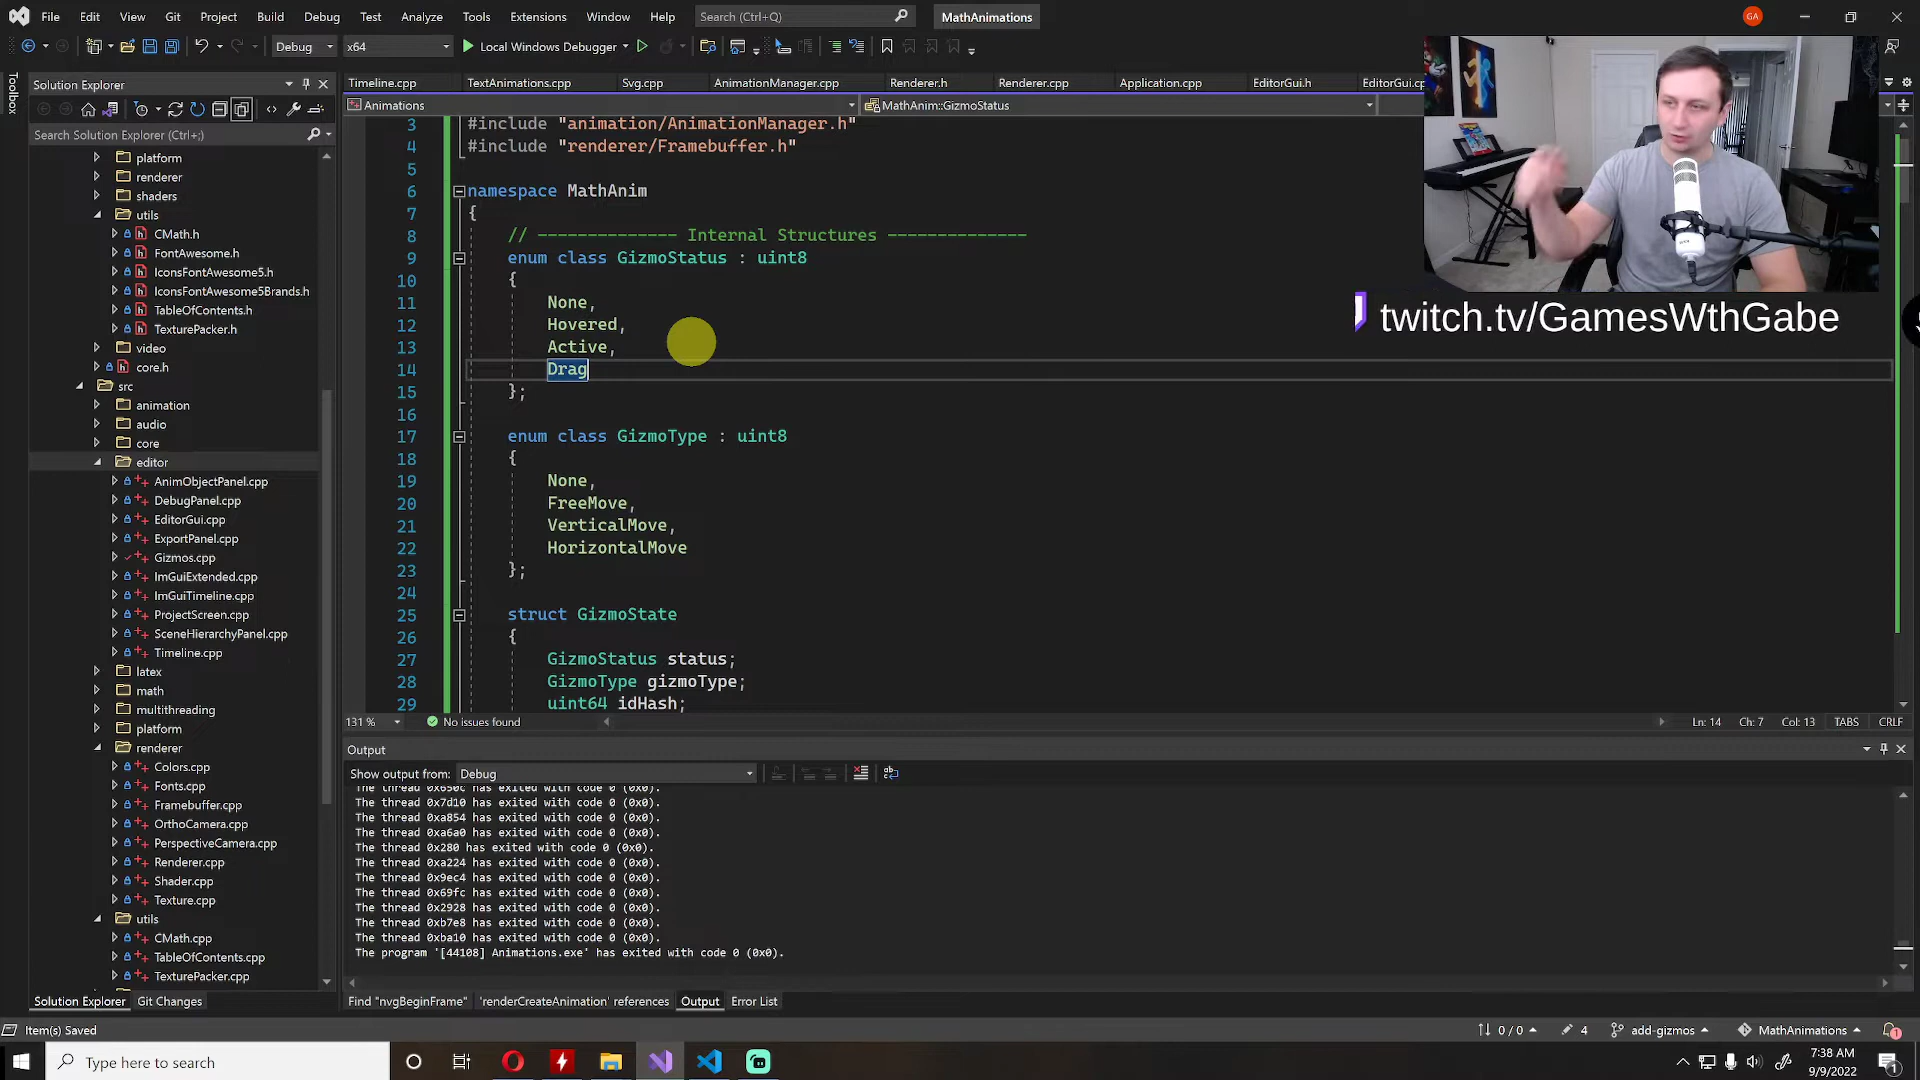 File Edit View Git Project Build Debug Test Analyze Tools Extensions Window Help Search (Ctrl+Q) MathAnimations GA
Debug x64 Local Windows Debugger
Toolbox
Solution Explorer
Search Solution Explorer (Ctrl+;)
platform
renderer
shaders
utils
CMath.h
FontAwesome.h
IconsFontAwesome5.h
IconsFontAwesome5Brands.h
TableOfContents.h
TexturePacker.h
video
core.h
src
animation
audio
core
editor
AnimObjectPanel.cpp
DebugPanel.cpp
EditorGui.cpp
ExportPanel.cpp
Gizmos.cpp
ImGuiExtended.cpp
ImGuiTimeline.cpp
ProjectScreen.cpp
SceneHierarchyPanel.cpp
Timeline.cpp
latex
math
multithreading
platform
renderer
Colors.cpp
Fonts.cpp
Framebuffer.cpp
OrthoCamera.cpp
PerspectiveCamera.cpp
Renderer.cpp
Shader.cpp
Texture.cpp
utils
CMath.cpp
TableOfContents.cpp
TexturePacker.cpp
Solution Explorer Git Changes
Timeline.cpp TextAnimations.cpp Svg.cpp AnimationManager.cpp Renderer.h Renderer.cpp Application.cpp EditorGui.h EditorGui.cp
Animations MathAnim::GizmoStatus
3 #include "animation/AnimationManager.h"
4 #include "renderer/Framebuffer.h"
5
6 namespace MathAnim
7 {
8 // -------------- Internal Structures --------------
9 enum class GizmoStatus : uint8
10 {
11 None,
12 Hovered,
13 Active,
14 Drag
15 };
16
17 enum class GizmoType : uint8
18 {
19 None,
20 FreeMove,
21 VerticalMove,
22 HorizontalMove
23 };
24
25 struct GizmoState
26 {
27 GizmoStatus status;
28 GizmoType gizmoType;
29 uint64 idHash;
twitch.tv/GamesWthGabe
131 % No issues found Ln: 14 Ch: 7 Col: 13 TABS CRLF
Output
Show output from: Debug
The thread 0x650c has exited with code 0 (0x0).
The thread 0x7d10 has exited with code 0 (0x0).
The thread 0xa854 has exited with code 0 (0x0).
The thread 0xa6a0 has exited with code 0 (0x0).
The thread 0x280 has exited with code 0 (0x0).
The thread 0xa224 has exited with code 0 (0x0).
The thread 0x9ec4 has exited with code 0 (0x0).
The thread 0x69fc has exited with code 0 (0x0).
The thread 0x2928 has exited with code 0 (0x0).
The thread 0xb7e8 has exited with code 0 (0x0).
The thread 0xba10 has exited with code 0 (0x0).
The program '[44108] Animations.exe' has exited with code 0 (0x0).
Find "nvgBeginFrame" 'renderCreateAnimation' references Output Error List
Item(s) Saved 0 / 0 4 add-gizmos MathAnimations 1
Type here to search 7:38 AM
9/9/2022 1